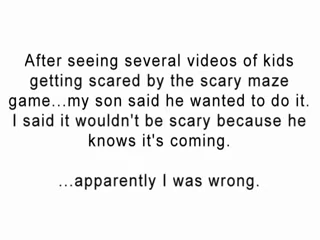 After seeing several videos of kids
getting scared by the scary maze
game...my son said he wanted to do it.
I said it wouldn't be scary because he
knows it's coming.
...apparently I was wrong.